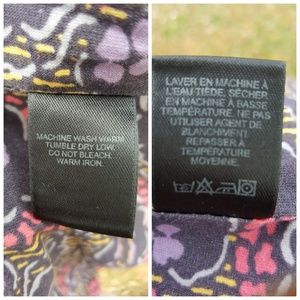 MACHINE WASH WARM
TUMBLE DRY LOW.
DO NOT BLEACH.
WARM IRON.
LAVER EN MACHINE À
L'EAU TIÈDE, SÉCHER
EN MACHINE À BASSE
TEMPÉRATURE. NE PAS
UTILISER AGENT DE
BLANCHIMENT.
REPASSER À
TEMPÉRATURE
MOYENNE.